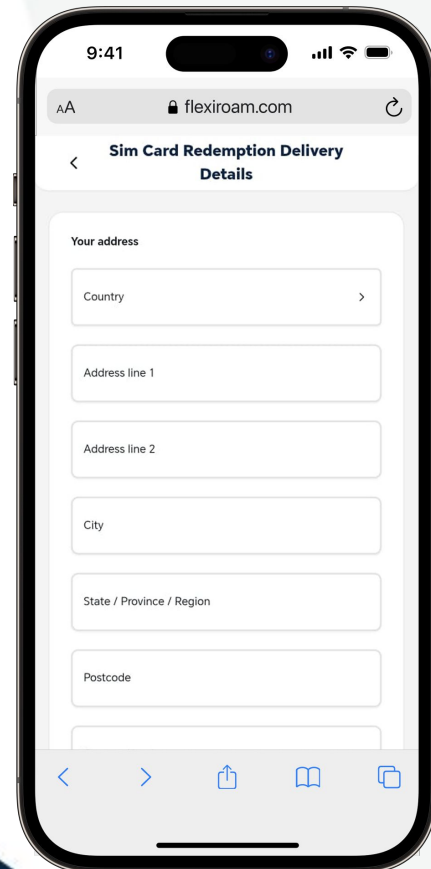 9:41
AA
flexiroam.com
Sim Card Redemption Delivery
Details
Your address
Country
Address line 1
Address line 2
City
State / Province / Region
Postcode